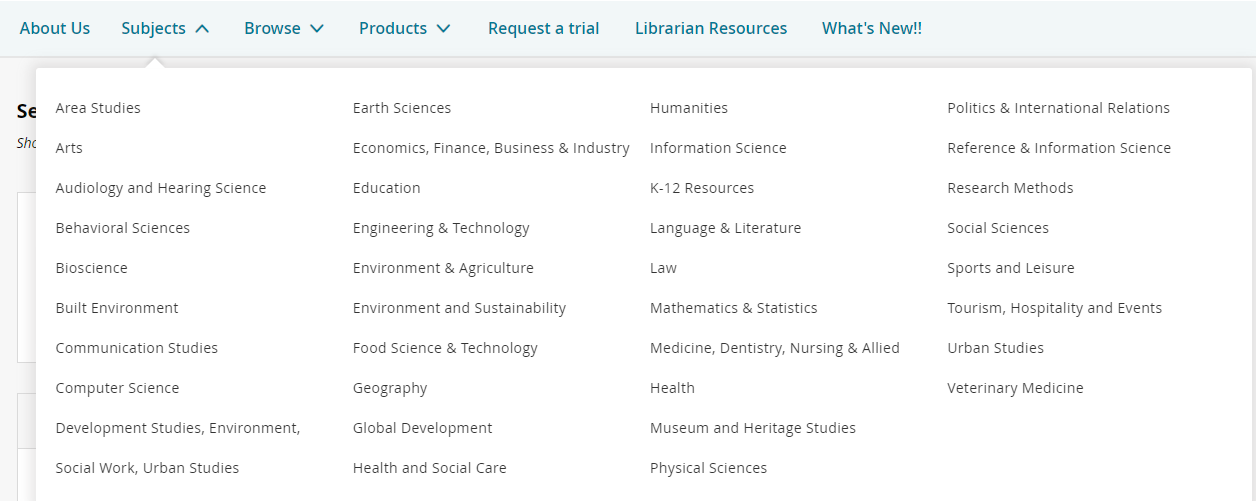 About Us
Subjects
Browse
Products
Request a trial
Librarian Resources
What's New!!
Se
Sho
Area Studies
Arts
Audiology and Hearing Science
Behavioral Sciences
Bioscience
Built Environment
Communication Studies
Computer Science
Development Studies, Environment,
Social Work, Urban Studies
Earth Sciences
Economics, Finance, Business & Industry
Education
Engineering & Technology
Environment & Agriculture
Environment and Sustainability
Food Science & Technology
Geography
Global Development
Health and Social Care
Humanities
Information Science
K-12 Resources
Language & Literature
Law
Mathematics & Statistics
Medicine, Dentistry, Nursing & Allied
Health
Museum and Heritage Studies
Physical Sciences
Politics & International Relations
Reference & Information Science
Research Methods
Social Sciences
Sports and Leisure
Tourism, Hospitality and Events
Urban Studies
Veterinary Medicine